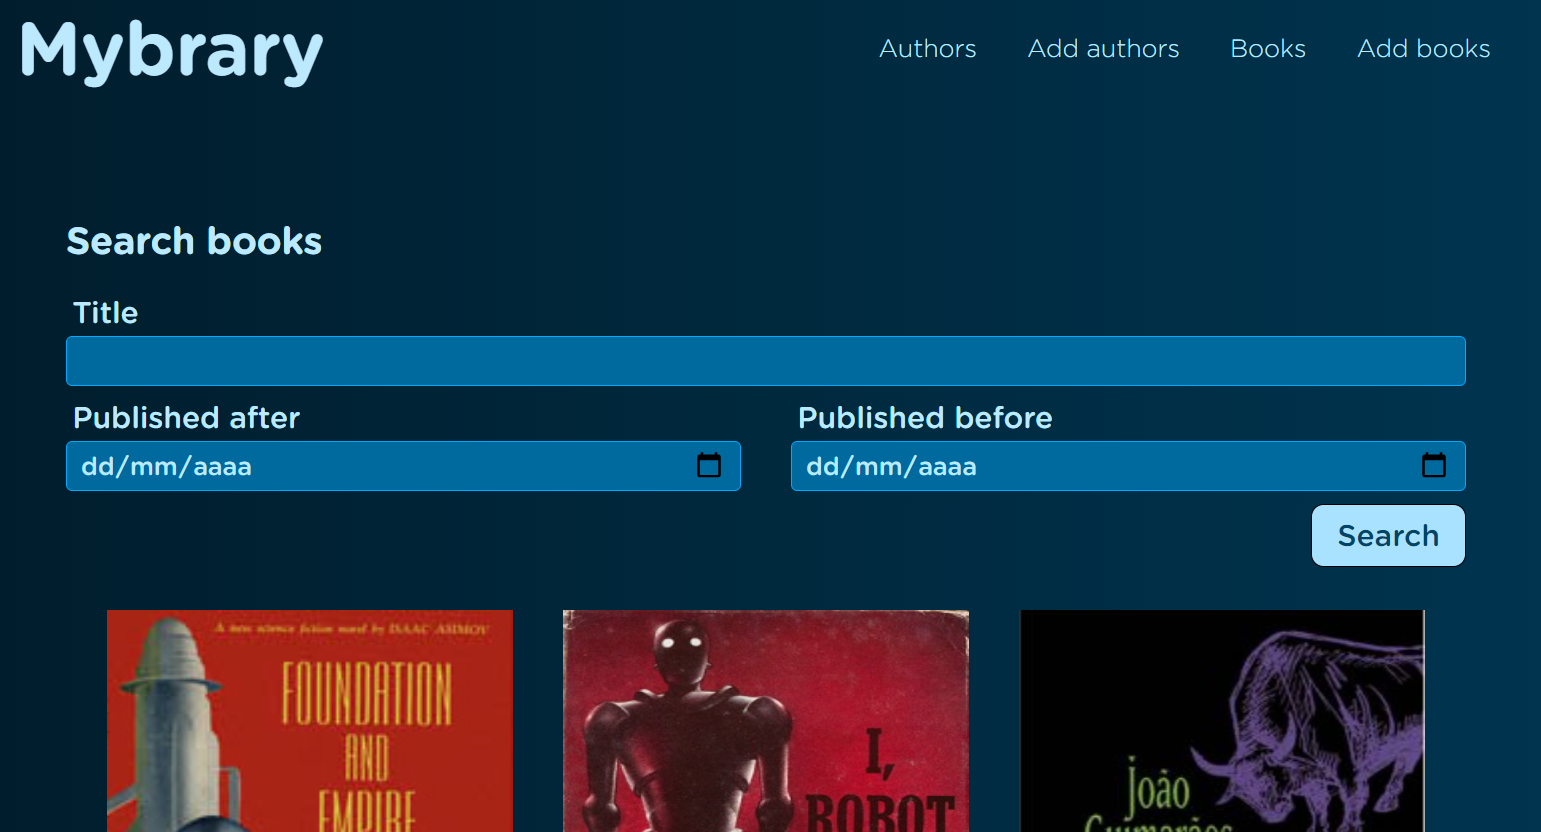 Mybrary
Authors Add authors Books Add books
Search books
Title
Published after Published before
dd/mm/aaaa dd/mm/aaaa
Search
A new science fiction novel by ISAAC ASIMOV
FOUNDATION
AND
EMPIRE
I,
ROBOT
João
Guimarães